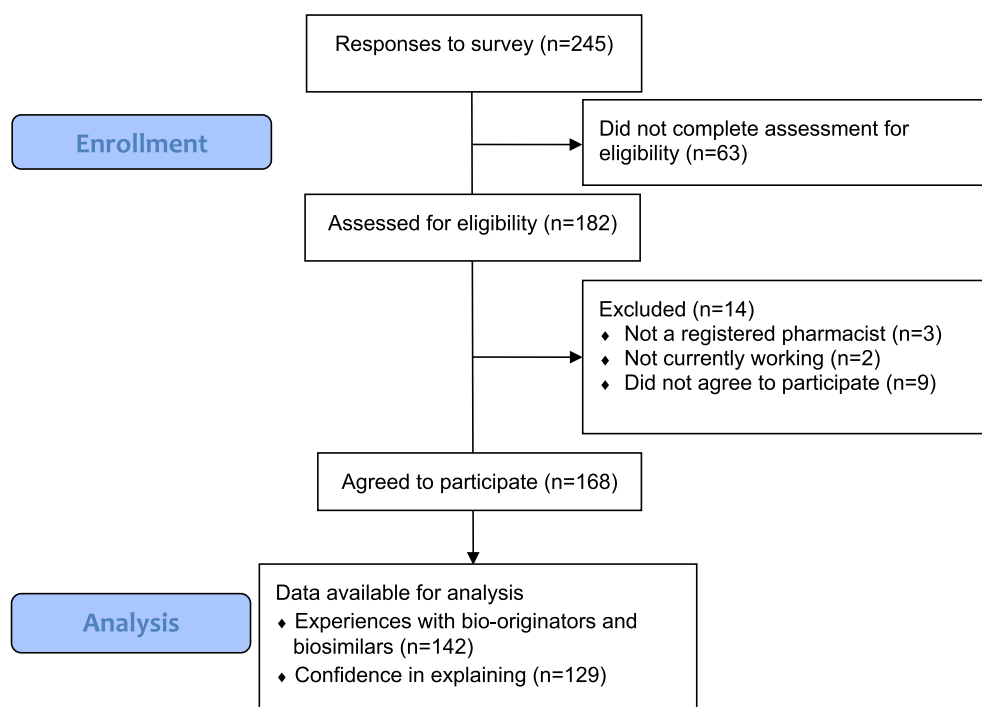 Responses to survey (n=245)
Enrollment
Did not complete assessment for
eligibility (n=63)
Assessed for eligibility (n=182)
Excluded (n=14)
♦ Not a registered pharmacist (n=3)
♦ Not currently working (n=2)
♦ Did not agree to participate (n=9)
Agreed to participate (n=168)
Analysis
Data available for analysis
♦ Experiences with bio-originators and
biosimilars (n=142)
♦ Confidence in explaining (n=129)